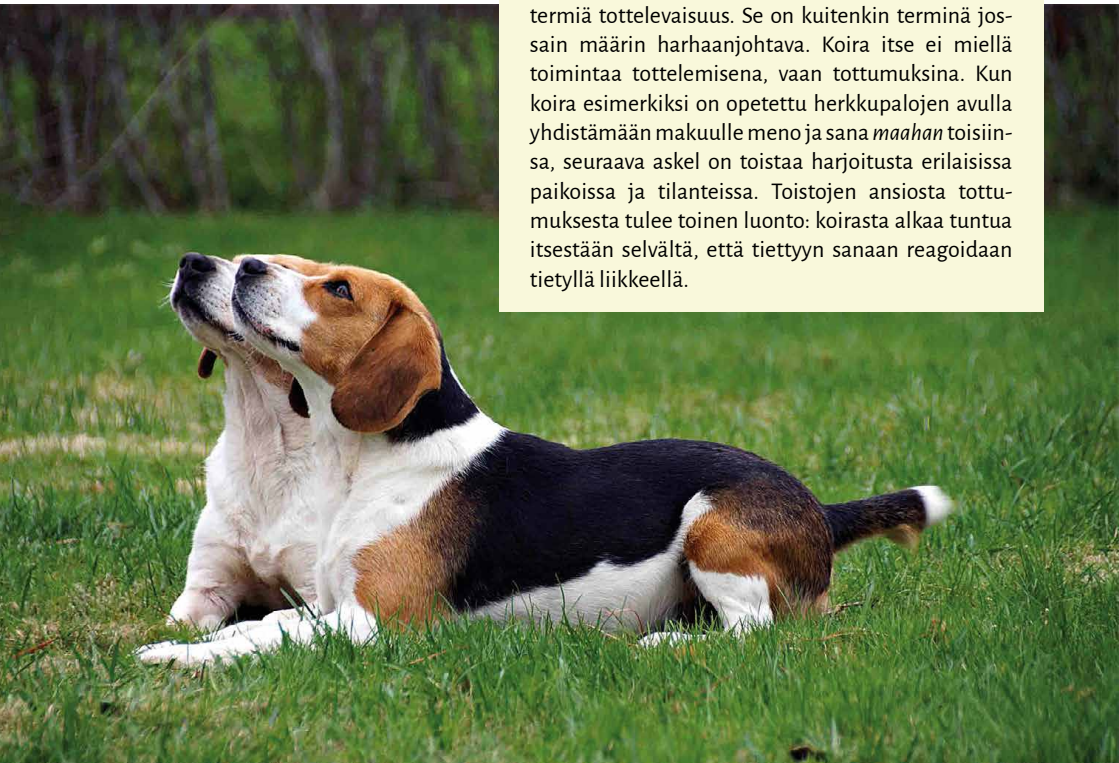 termiä tottelevaisuus. Se on kuitenkin terminä jos-
sain määrin harhaanjohtava. Koira itse ei miellä
toimintaa tottelemisena, vaan tottumuksina. Kun
koira esimerkiksi on opetettu herkkupalojen avulla
yhdistämään makuulle meno ja sana maahan toisiin-
sa, seuraava askel on toistaa harjoitusta erilaisissa
paikoissa ja tilanteissa. Toistojen ansiosta tottu-
muksesta tulee toinen luonto: koirasta alkaa tuntua
itsestään selvältä, että tiettyyn sanaan reagoidaan
tietyllä liikkeellä.